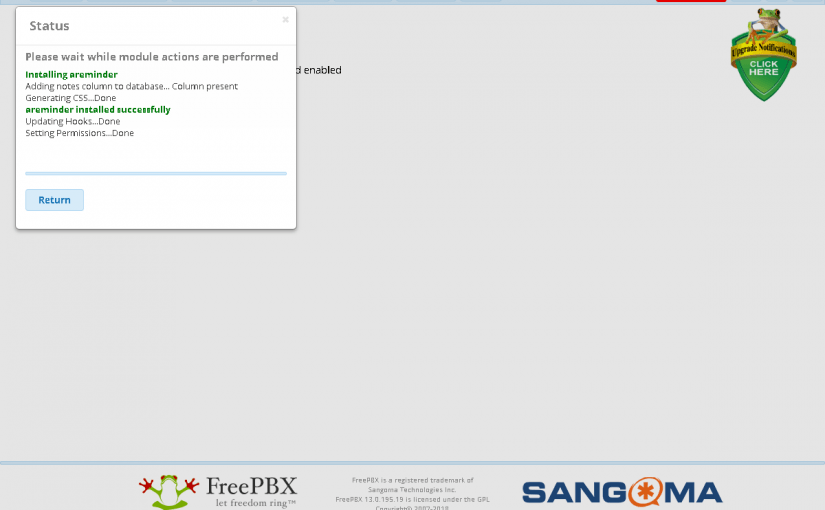 Status
×
Please wait while module actions are performed
Installing areminder
Adding notes column to database... Column present
Generating CSS...Done
areminder installed successfully
Updating Hooks...Done
Setting Permissions...Done
Return
d enabled
Upgrade Notifications
CLICK
HERE
FreePBX
let freedom ring™
FreePBX is a registered trademark of
Sangoma Technologies Inc.
FreePBX 13.0.195.19 is licensed under the GPL
Copyright© 2007-2018
SANGOMA